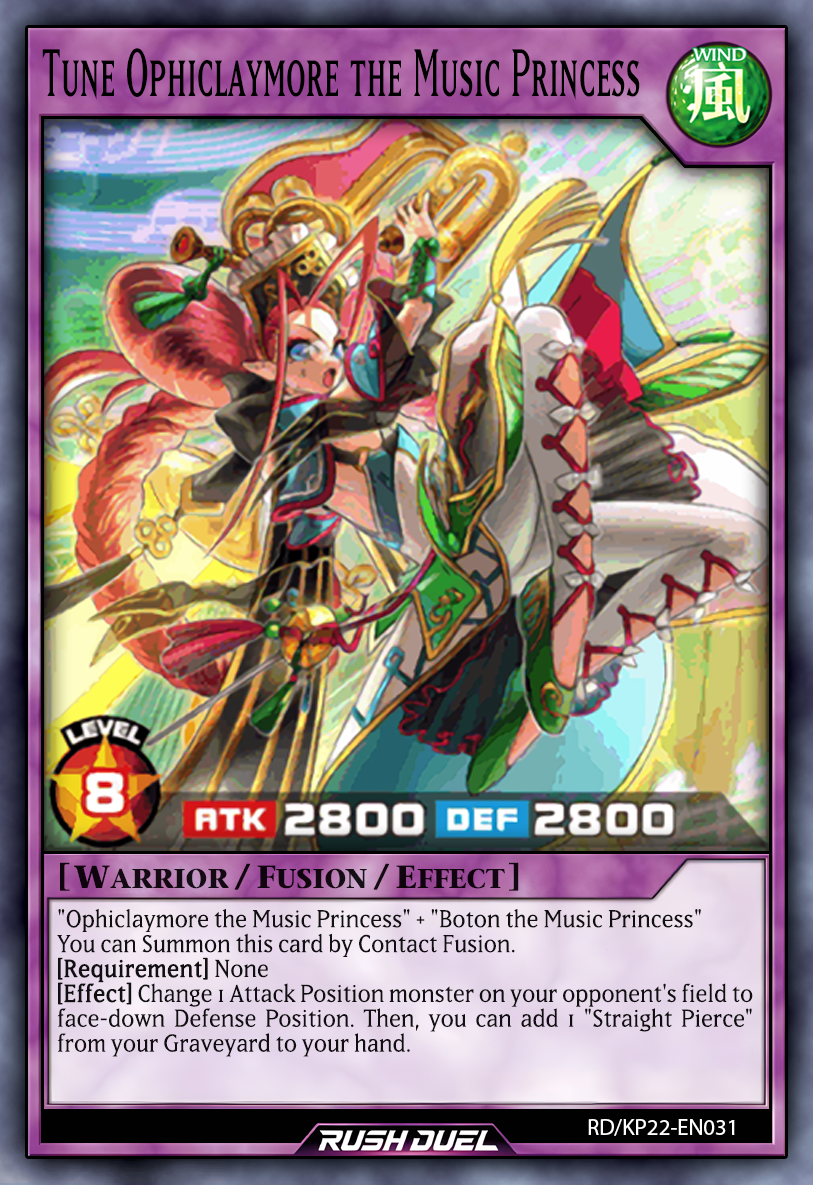 Tune Ophiclaymore the Music Princess
WIND
風
LEVEL
8
ATK 2800 DEF 2800
[ Warrior / Fusion / Effect ]
"Ophiclaymore the Music Princess" + "Boton the Music Princess"
You can Summon this card by Contact Fusion.
[Requirement] None
[Effect] Change 1 Attack Position monster on your opponent's field to
face-down Defense Position. Then, you can add 1 "Straight Pierce"
from your Graveyard to your hand.
RD/KP22-EN031
RUSH DUEL